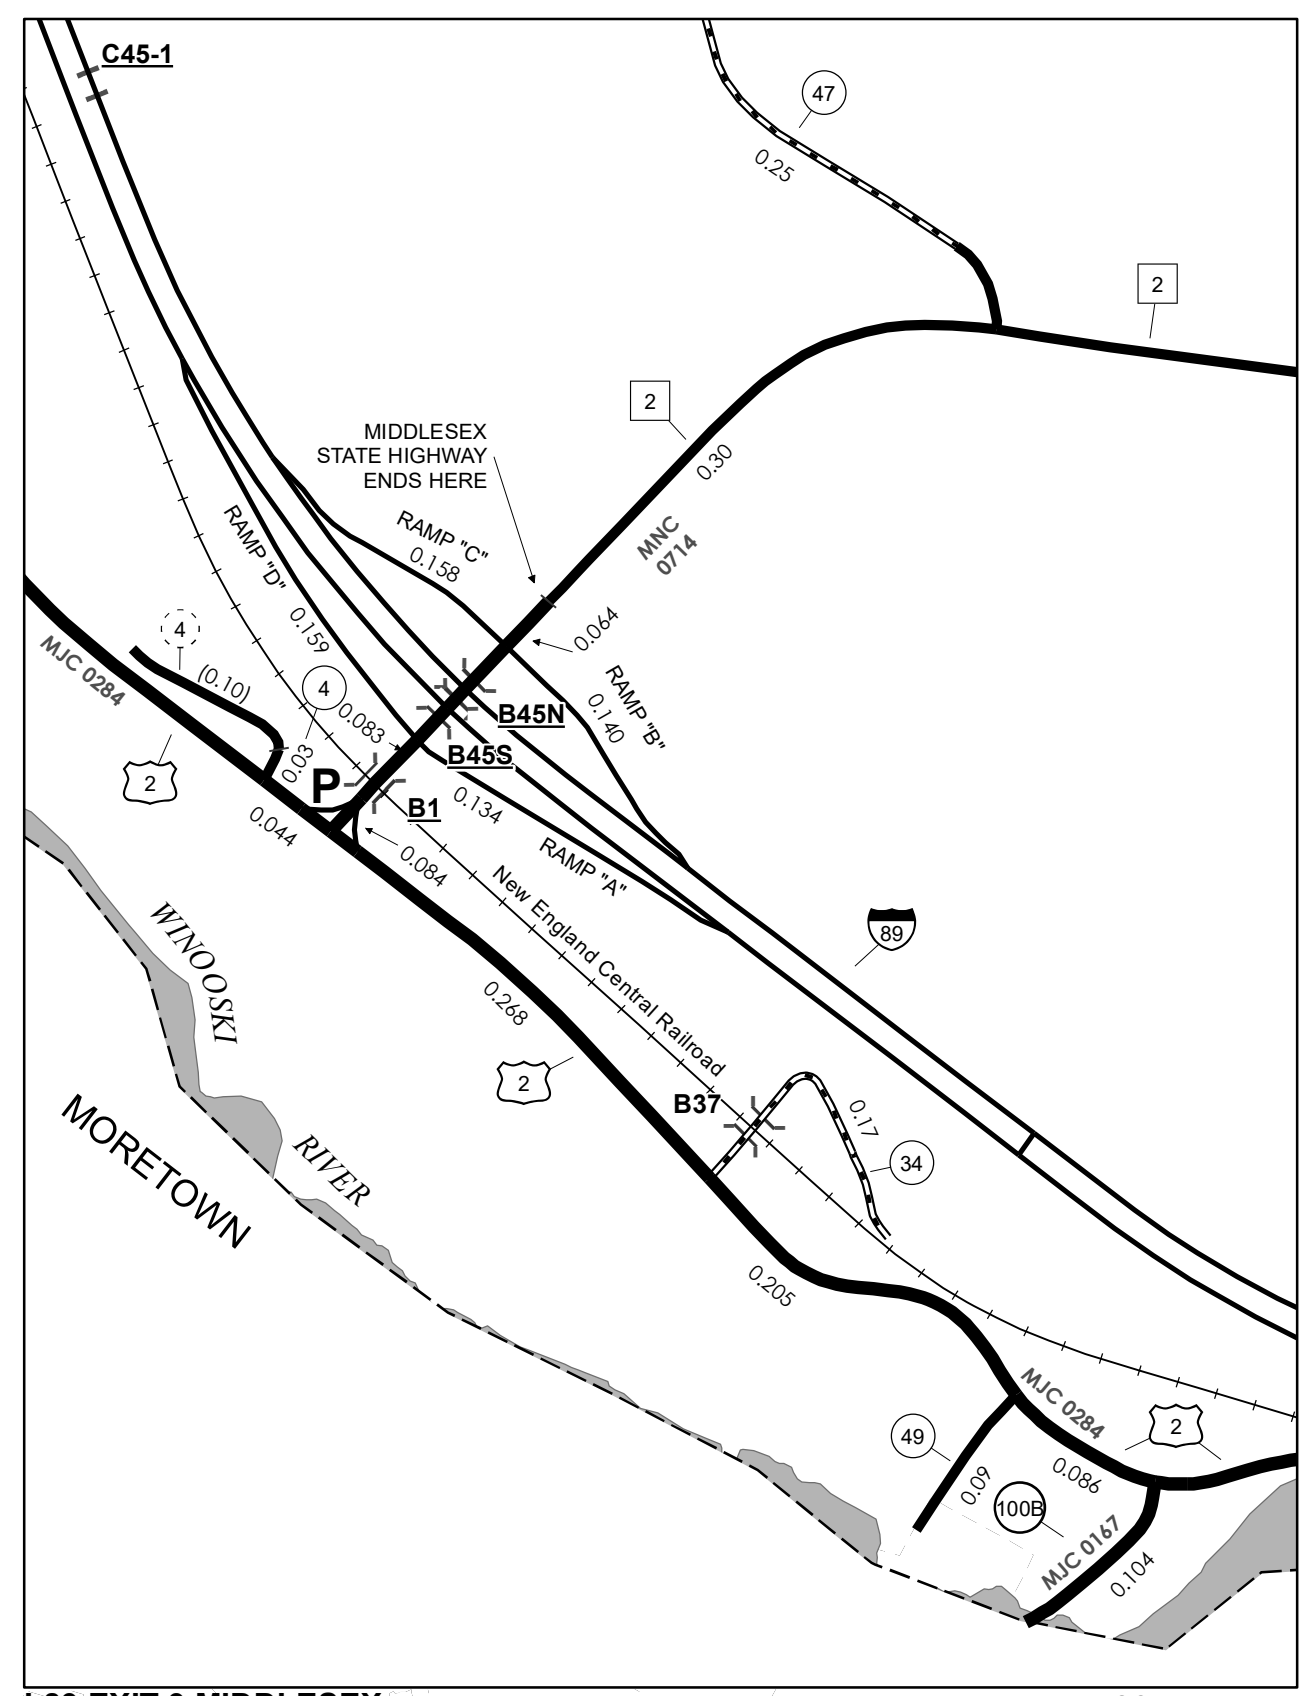 C45-1
47
0.25
2
2
MIDDLESEX
STATE HIGHWAY
ENDS HERE
0.30
MNC
0714
RAMP "C"
0.158
RAMP "D"
0.159
0.064
4
(0.10)
MJC 0284
4
0.083
RAMP "B"
0.140
B45N
B45S
2
0.03
P
B1
0.134
0.044
0.084
RAMP "A"
New England Central Railroad
WINOOSKI
89
0.268
2
B37
0.17
34
MORETOWN
RIVER
0.205
MJC 0284
2
49
0.086
0.09
100B
MJC 0167
0.104